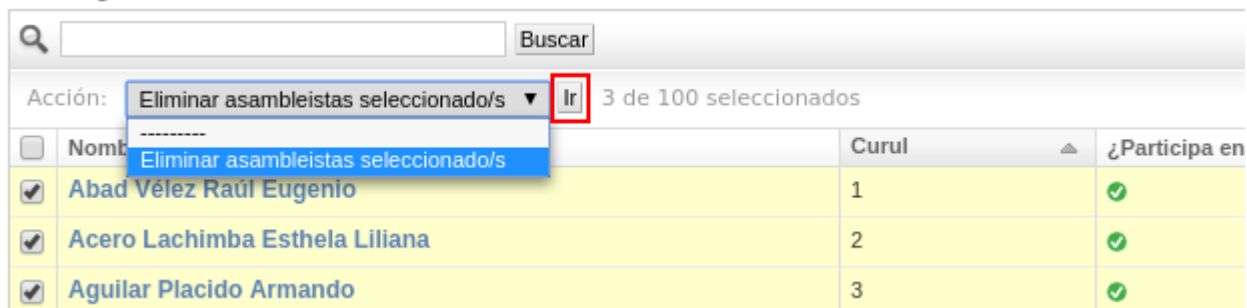 Buscar
Acción: Eliminar asambleistas seleccionado/s ▼ Ir 3 de 100 seleccionados
---------
Eliminar asambleistas seleccionado/s
Nomb Curul ¿Participa en
Abad Vélez Raúl Eugenio 1
Acero Lachimba Esthela Liliana 2
Aguilar Placido Armando 3